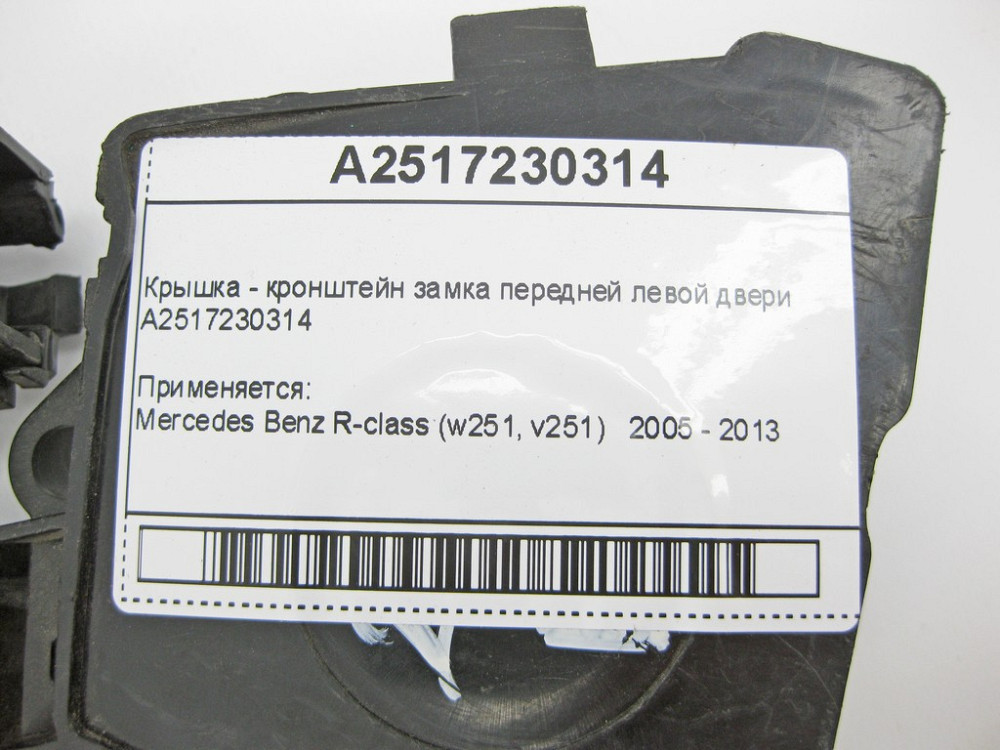 A2517230314
Крышка - кронштейн замка передней левой двери
A2517230314
Применяется:
Mercedes Benz R-class (w251, v251) 2005 - 2013